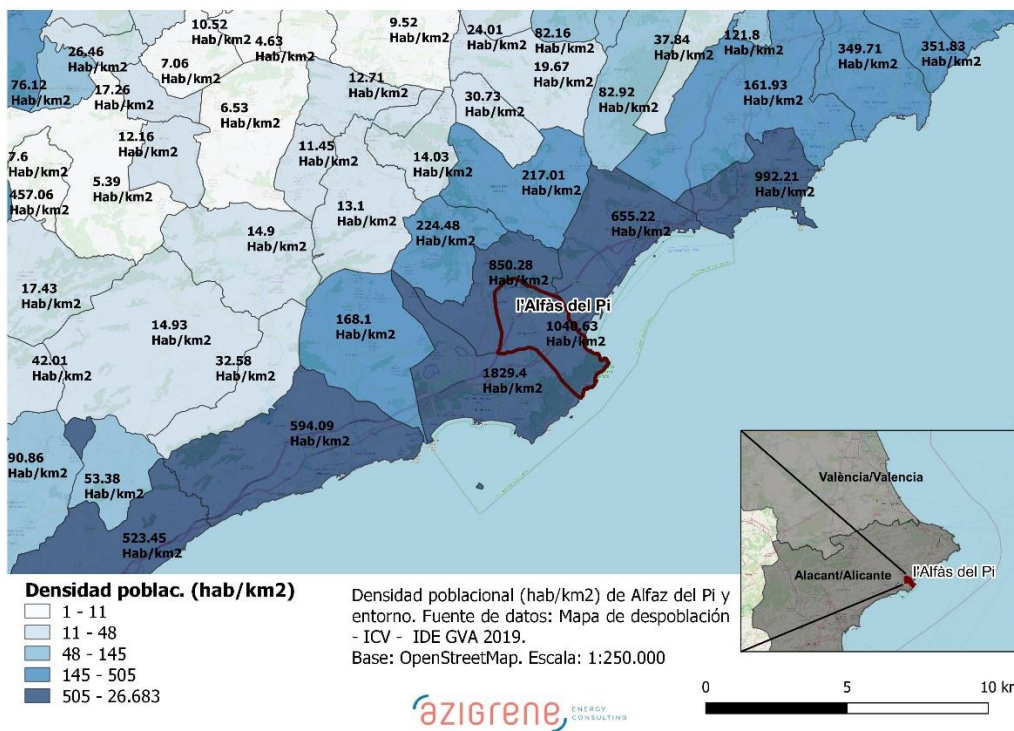 10.52
Hab/km2
4.63
Hab/km2
9.52
Hab/km2
24.01
Hab/km2
82.16
Hab/km2
37.84
Hab/km2
121.8
Hab/km2
349.71
Hab/km2
351.83
Hab/km2
26.46
Hab/km2
7.06
Hab/km2
19.67
Hab/km2
76.12
Hab/km2
17.26
Hab/km2
12.71
Hab/km2
30.73
Hab/km2
82.92
Hab/km2
161.93
Hab/km2
6.53
Hab/km2
12.16
Hab/km2
11.45
Hab/km2
14.03
Hab/km2
7.6
Hab/km2
5.39
Hab/km2
217.01
Hab/km2
992.21
Hab/km2
457.06
Hab/km2
13.1
Hab/km2
655.22
Hab/km2
14.9
Hab/km2
224.48
Hab/km2
850.28
Hab/km2
17.43
Hab/km2
l'Alfàs del Pi
168.1
Hab/km2
14.93
Hab/km2
1040.63
Hab/km2
42.01
Hab/km2
32.58
Hab/km2
1829.4
Hab/km2
594.09
Hab/km2
90.86
Hab/km2
53.38
Hab/km2
523.45
Hab/km2
València/Valencia
Alacant/Alicante
l'Alfàs del Pi
Densidad poblac. (hab/km2)
1 - 11
11 - 48
48 - 145
145 - 505
505 - 26.683
Densidad poblacional (hab/km2) de Alfaz del Pi y
entorno. Fuente de datos: Mapa de despoblación
- ICV - IDE GVA 2019.
Base: OpenStreetMap. Escala: 1:250.000
azigrene ENERGY
CONSULTING
0 5 10 km